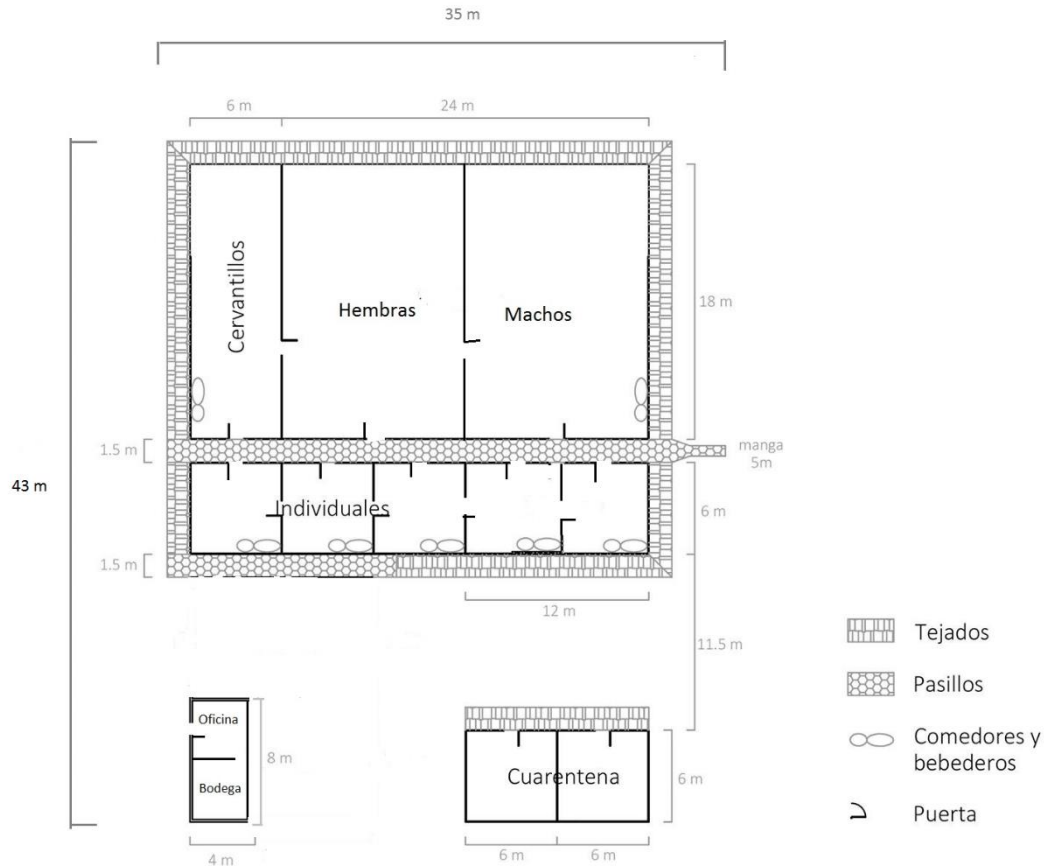 35 m
6 m
24 m
Cervantillos
Hembras
Machos
18 m
1.5 m
manga
5m
43 m
Individuales
6 m
1.5 m
12 m
11.5 m
Tejados
Pasillos
Comedores y
bebederos
Puerta
Oficina
Bodega
8 m
4 m
Cuarentena
6 m
6 m
6 m